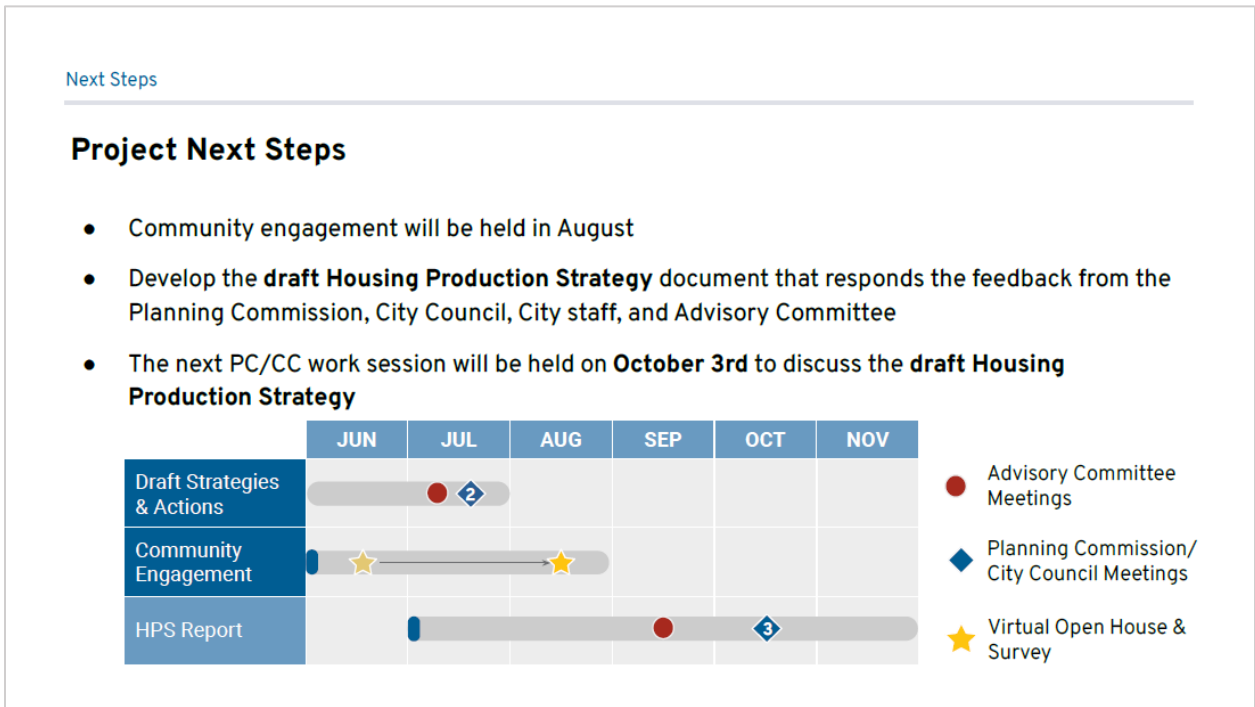 Next Steps
Project Next Steps
● Community engagement will be held in August
● Develop the draft Housing Production Strategy document that responds the feedback from the
Planning Commission, City Council, City staff, and Advisory Committee
● The next PC/CC work session will be held on October 3rd to discuss the draft Housing
Production Strategy
JUN JUL AUG SEP OCT NOV
Draft Strategies
& Actions
2
Community
Engagement
HPS Report
3
Advisory Committee
Meetings
Planning Commission/
City Council Meetings
Virtual Open House &
Survey